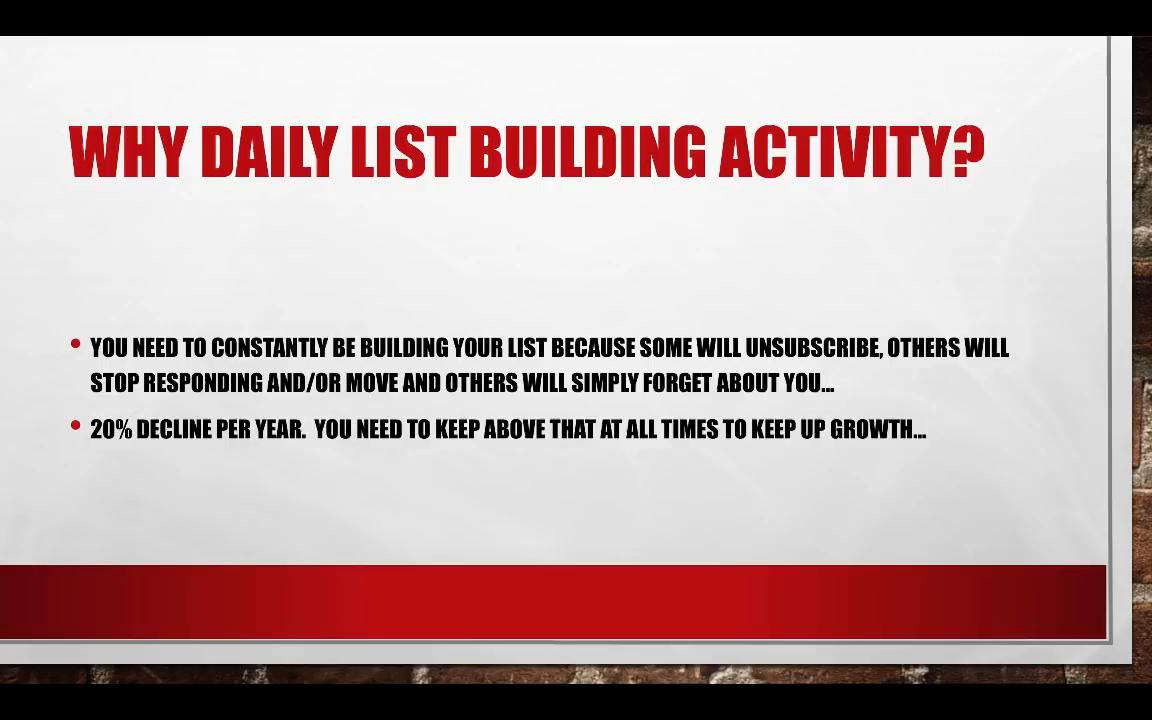 WHY DAILY LIST BUILDING ACTIVITY?
• YOU NEED TO CONSTANTLY BE BUILDING YOUR LIST BECAUSE SOME WILL UNSUBSCRIBE, OTHERS WILL
STOP RESPONDING AND/OR MOVE AND OTHERS WILL SIMPLY FORGET ABOUT YOU...
• 20% DECLINE PER YEAR.  YOU NEED TO KEEP ABOVE THAT AT ALL TIMES TO KEEP UP GROWTH...